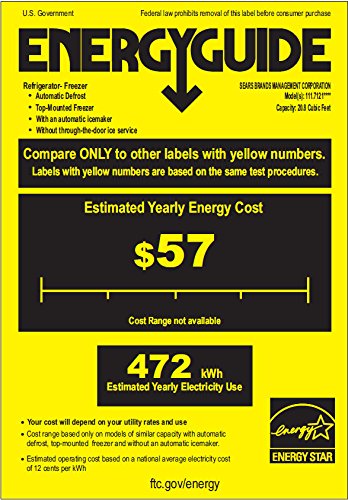 U.S. Government
Federal law prohibits removal of this label before consumer purchase
ENERGYGUIDE
Refrigerator- Freezer
• Automatic Defrost
• Top-Mounted Freezer
• With an automatic icemaker
• Without through-the-door ice service
SEARS BRANDS MANAGEMENT CORPORATION
Model(s): 111.7121****
Capacity: 20.8 Cubic Feet
Compare ONLY to other labels with yellow numbers.
Labels with yellow numbers are based on the same test procedures.
Estimated Yearly Energy Cost
$57
Cost Range not available
472 kWh
Estimated Yearly Electricity Use
• Your cost will depend on your utility rates and use
• Cost range based only on models of similar capacity with automatic
defrost, top-mounted freezer and without an automatic icemaker.
• Estimated operating cost based on a national average electricity cost
of 12 cents per kWh
energy
ENERGY STAR
ftc.gov/energy